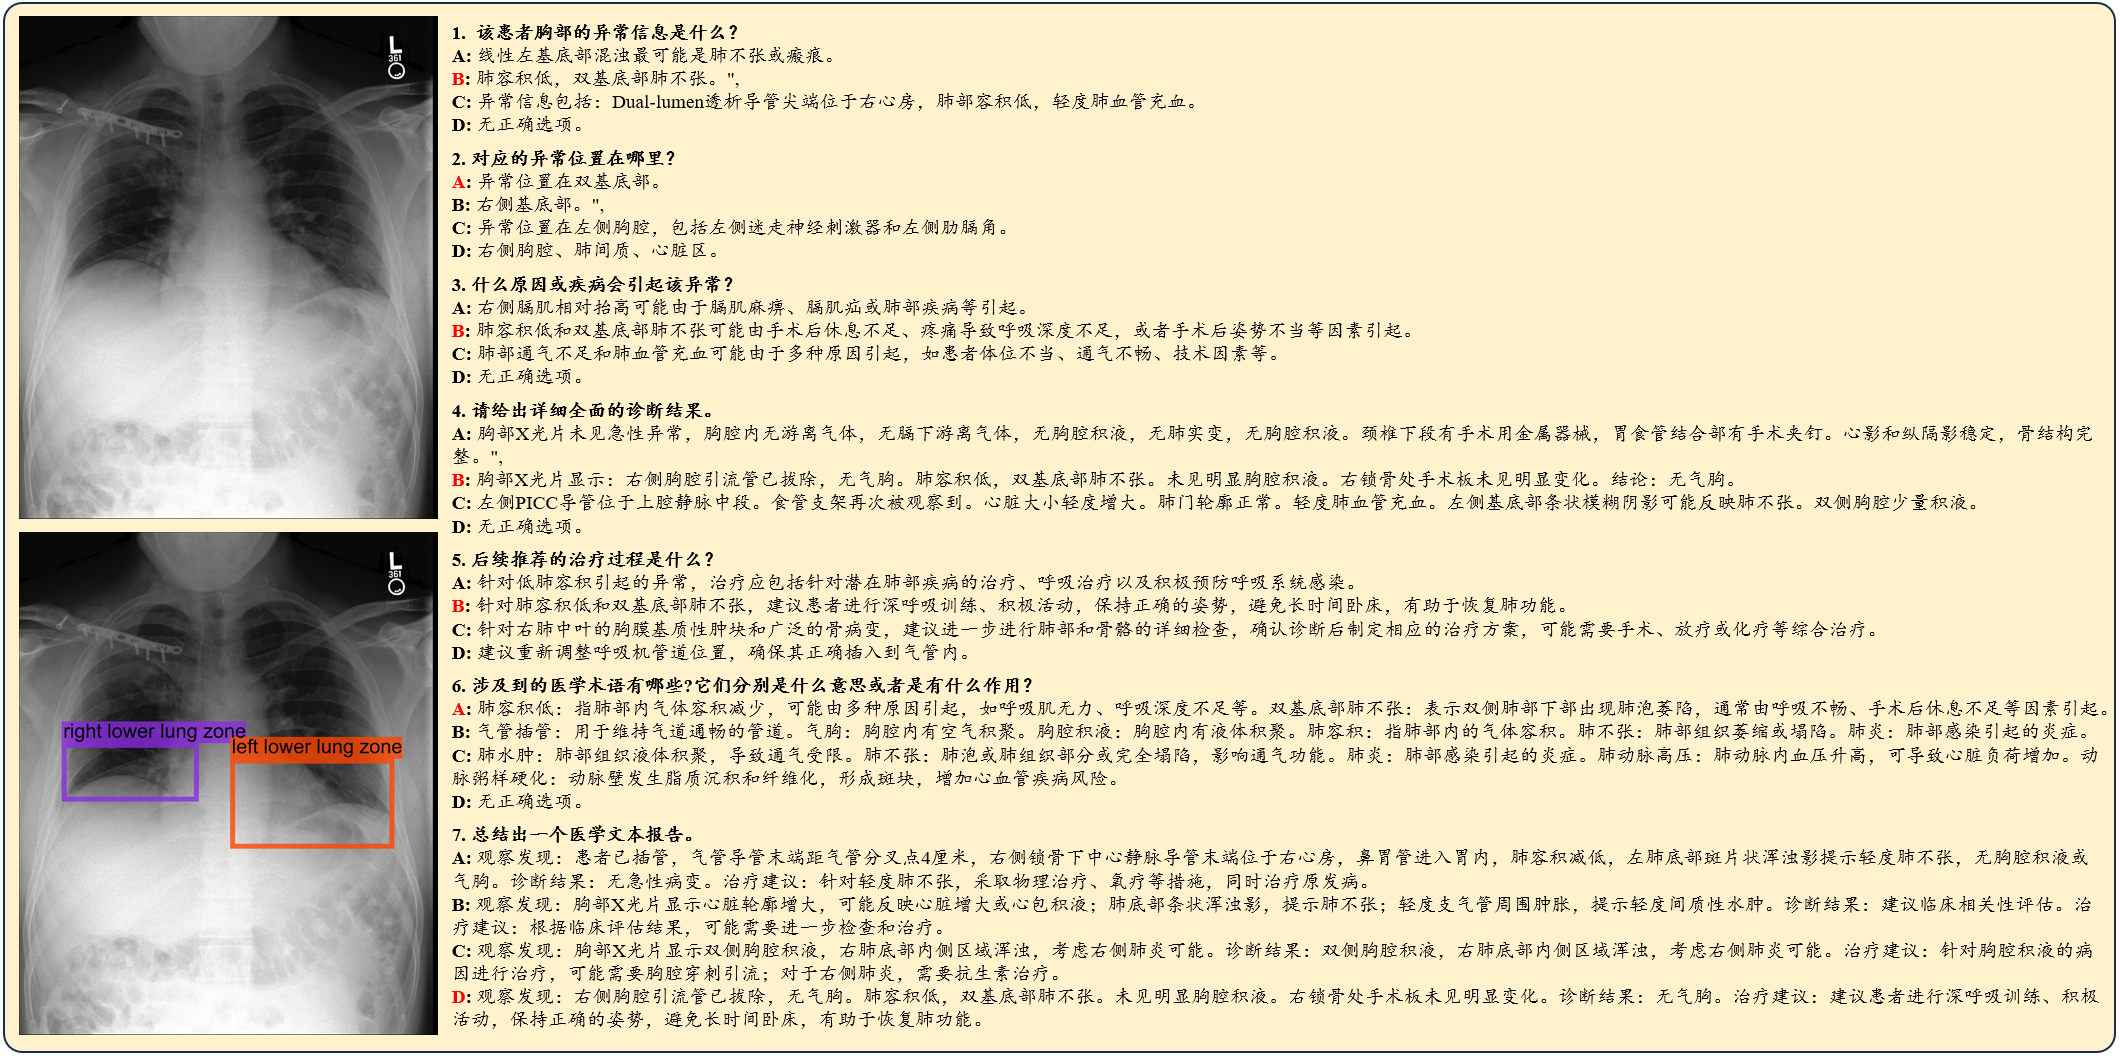 L
361
1. 该患者胸部的异常信息是什么？
A: 线性左基底部混浊最可能是肺不张或瘢痕。
B: 肺容积低，双基底部肺不张。",
C: 异常信息包括：Dual-lumen透析导管尖端位于右心房，肺部容积低，轻度肺血管充血。
D: 无正确选项。
2. 对应的异常位置在哪里？
A: 异常位置在双基底部。
B: 右侧基底部。",
C: 异常位置在左侧胸腔，包括左侧迷走神经刺激器和左侧肋膈角。
D: 右侧胸腔、肺间质、心脏区。
3. 什么原因或疾病会引起该异常？
A: 右侧膈肌相对抬高可能由于膈肌麻痹、膈肌疝或肺部疾病等引起。
B: 肺容积低和双基底部肺不张可能由手术后休息不足、疼痛导致呼吸深度不足，或者手术后姿势不当等因素引起。
C: 肺部通气不足和肺血管充血可能由于多种原因引起，如患者体位不当、通气不畅、技术因素等。
D: 无正确选项。
4. 请给出详细全面的诊断结果。
A: 胸部X光片未见急性异常，胸腔内无游离气体，无膈下游离气体，无胸腔积液，无肺实变，无胸腔积液。颈椎下段有手术用金属器械，胃食管结合部有手术夹钉。心影和纵隔影稳定，骨结构完
整。",
B: 胸部X光片显示：右侧胸腔引流管已拔除，无气胸。肺容积低，双基底部肺不张。未见明显胸腔积液。右锁骨处手术板未见明显变化。结论：无气胸。
C: 左侧PICC导管位于上腔静脉中段。食管支架再次被观察到。心脏大小轻度增大。肺门轮廓正常。轻度肺血管充血。左侧基底部条状模糊阴影可能反映肺不张。双侧胸腔少量积液。
D: 无正确选项。
5. 后续推荐的治疗过程是什么？
A: 针对低肺容积引起的异常，治疗应包括针对潜在肺部疾病的治疗、呼吸治疗以及积极预防呼吸系统感染。
B: 针对肺容积低和双基底部肺不张，建议患者进行深呼吸训练、积极活动，保持正确的姿势，避免长时间卧床，有助于恢复肺功能。
C: 针对右肺中叶的胸膜基质性肿块和广泛的骨病变，建议进一步进行肺部和骨骼的详细检查，确认诊断后制定相应的治疗方案，可能需要手术、放疗或化疗等综合治疗。
D: 建议重新调整呼吸机管道位置，确保其正确插入到气管内。
6. 涉及到的医学术语有哪些?它们分别是什么意思或者是有什么作用？
A: 肺容积低：指肺部内气体容积减少，可能由多种原因引起，如呼吸肌无力、呼吸深度不足等。双基底部肺不张：表示双侧肺部下部出现肺泡萎陷，通常由呼吸不畅、手术后休息不足等因素引起。
B: 气管插管：用于维持气道通畅的管道。气胸：胸腔内有空气积聚。胸腔积液：胸腔内有液体积聚。肺容积：指肺部内的气体容积。肺不张：肺部组织萎缩或塌陷。肺炎：肺部感染引起的炎症。
C: 肺水肿：肺部组织液体积聚，导致通气受限。肺不张：肺泡或肺组织部分或完全塌陷，影响通气功能。肺炎：肺部感染引起的炎症。肺动脉高压：肺动脉内血压升高，可导致心脏负荷增加。动
脉粥样硬化：动脉壁发生脂质沉积和纤维化，形成斑块，增加心血管疾病风险。
D: 无正确选项。
7. 总结出一个医学文本报告。
A: 观察发现：患者已插管，气管导管末端距气管分叉点4厘米，右侧锁骨下中心静脉导管末端位于右心房，鼻胃管进入胃内，肺容积减低，左肺底部斑片状浑浊影提示轻度肺不张，无胸腔积液或
气胸。诊断结果：无急性病变。治疗建议：针对轻度肺不张，采取物理治疗、氧疗等措施，同时治疗原发病。
B: 观察发现：胸部X光片显示心脏轮廓增大，可能反映心脏增大或心包积液；肺底部条状浑浊影，提示肺不张；轻度支气管周围肿胀，提示轻度间质性水肿。诊断结果：建议临床相关性评估。治
疗建议：根据临床评估结果，可能需要进一步检查和治疗。
C: 观察发现：胸部X光片显示双侧胸腔积液，右肺底部内侧区域浑浊，考虑右侧肺炎可能。诊断结果：双侧胸腔积液，右肺底部内侧区域浑浊，考虑右侧肺炎可能。治疗建议：针对胸腔积液的病
因进行治疗，可能需要胸腔穿刺引流；对于右侧肺炎，需要抗生素治疗。
D: 观察发现：右侧胸腔引流管已拔除，无气胸。肺容积低，双基底部肺不张。未见明显胸腔积液。右锁骨处手术板未见明显变化。诊断结果：无气胸。治疗建议：建议患者进行深呼吸训练、积极
活动，保持正确的姿势，避免长时间卧床，有助于恢复肺功能。
L
361
right lower lung zone
left lower lung zone